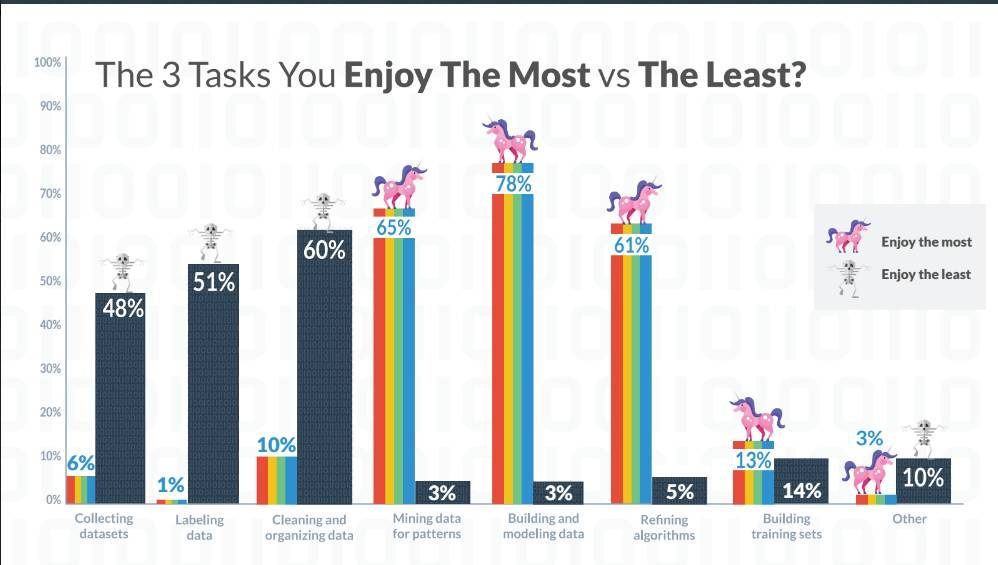 The 3 Tasks You Enjoy The Most vs The Least?
100%
90%
80%
70%
60%
50%
40%
30%
20%
10%
0%
6%
48%
1%
51%
10%
60%
65%
3%
78%
3%
61%
5%
13%
14%
3%
10%
Enjoy the most
Enjoy the least
Collecting
datasets
Labeling
data
Cleaning and
organizing data
Mining data
for patterns
Building and
modeling data
Refining
algorithms
Building
training sets
Other